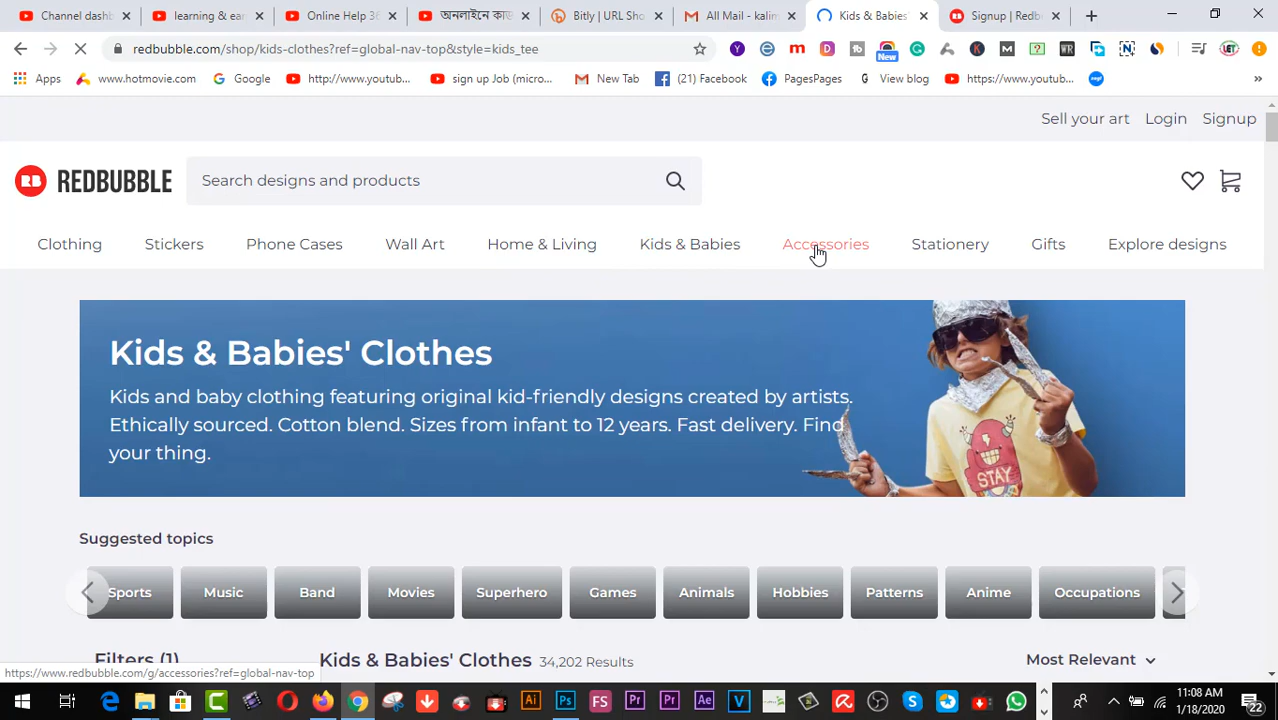 Channel dash
learning & ear
Online Help 36
অনলাইনে কাজ
Bitly | URL Sho
All Mail - kalim
Kids & Babies'
Signup | Redb
redbubble.com/shop/kids-clothes?ref=global-nav-top&style=kids_tee
New
Apps
www.hotmovie.com
Google
http://www.youtub...
sign up Job (micro...
New Tab
(21) Facebook
PagesPages
View blog
https://www.youtub...
Sell your art
Login
Signup
RB REDBUBBLE
Search designs and products
Clothing
Stickers
Phone Cases
Wall Art
Home & Living
Kids & Babies
Accessories
Stationery
Gifts
Explore designs
Kids & Babies' Clothes
Kids and baby clothing featuring original kid-friendly designs created by artists.
Ethically sourced. Cotton blend. Sizes from infant to 12 years. Fast delivery. Find
your thing.
STAY
Suggested topics
Sports
Music
Band
Movies
Superhero
Games
Animals
Hobbies
Patterns
Anime
Occupations
Filters (1)
Kids & Babies' Clothes 34,202 Results
Most Relevant
https://www.redbubble.com/g/accessories?ref=global-nav-top
11:08 AM
1/18/2020
22